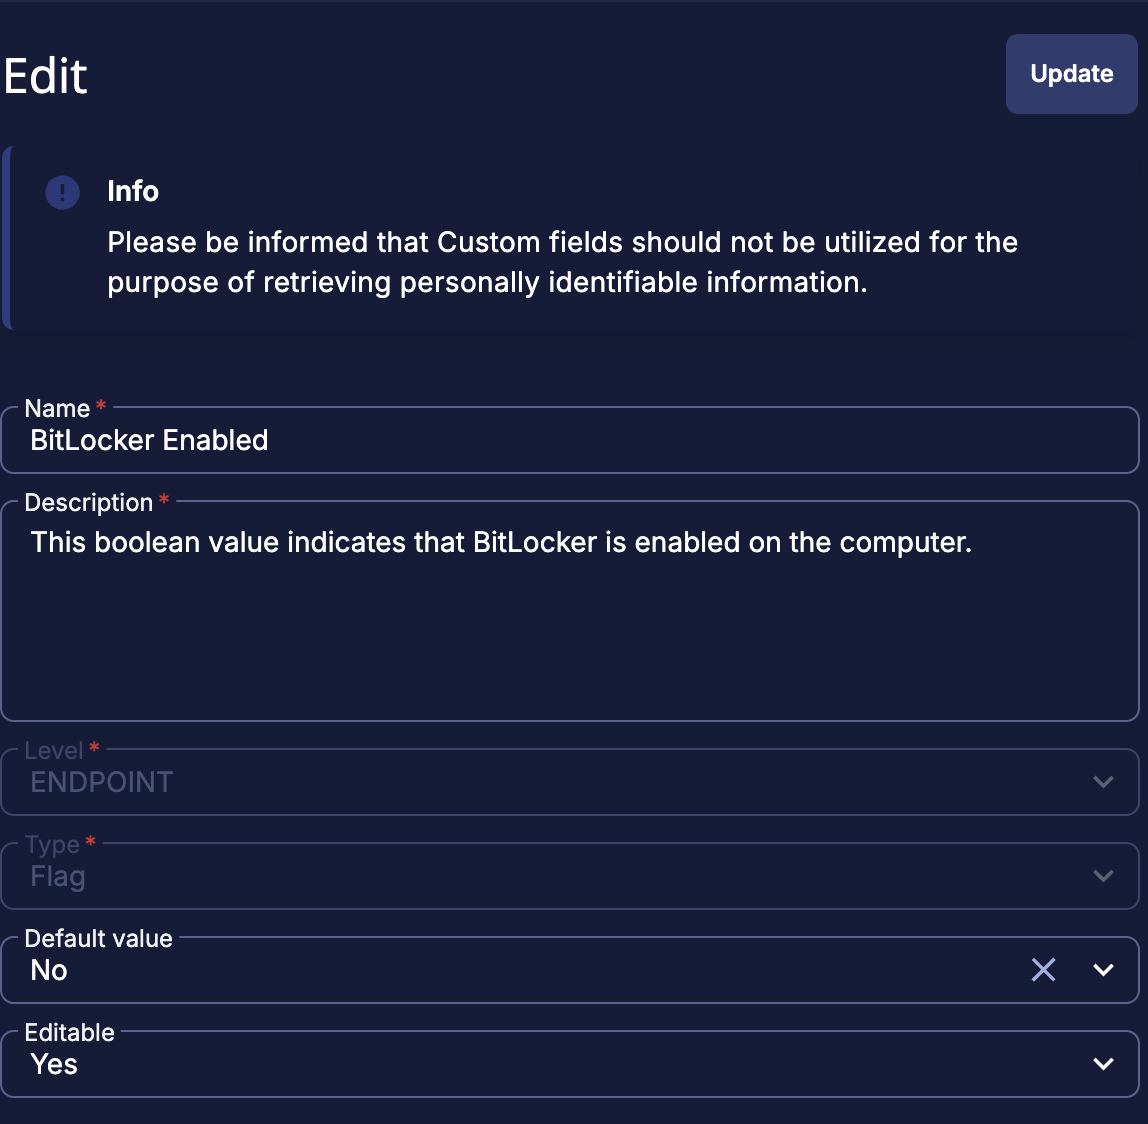 Edit
Update
Info
Please be informed that Custom fields should not be utilized for the
purpose of retrieving personally identifiable information.
Name *
BitLocker Enabled
Description *
This boolean value indicates that BitLocker is enabled on the computer.
Level *
ENDPOINT
Type *
Flag
Default value
No
Editable
Yes